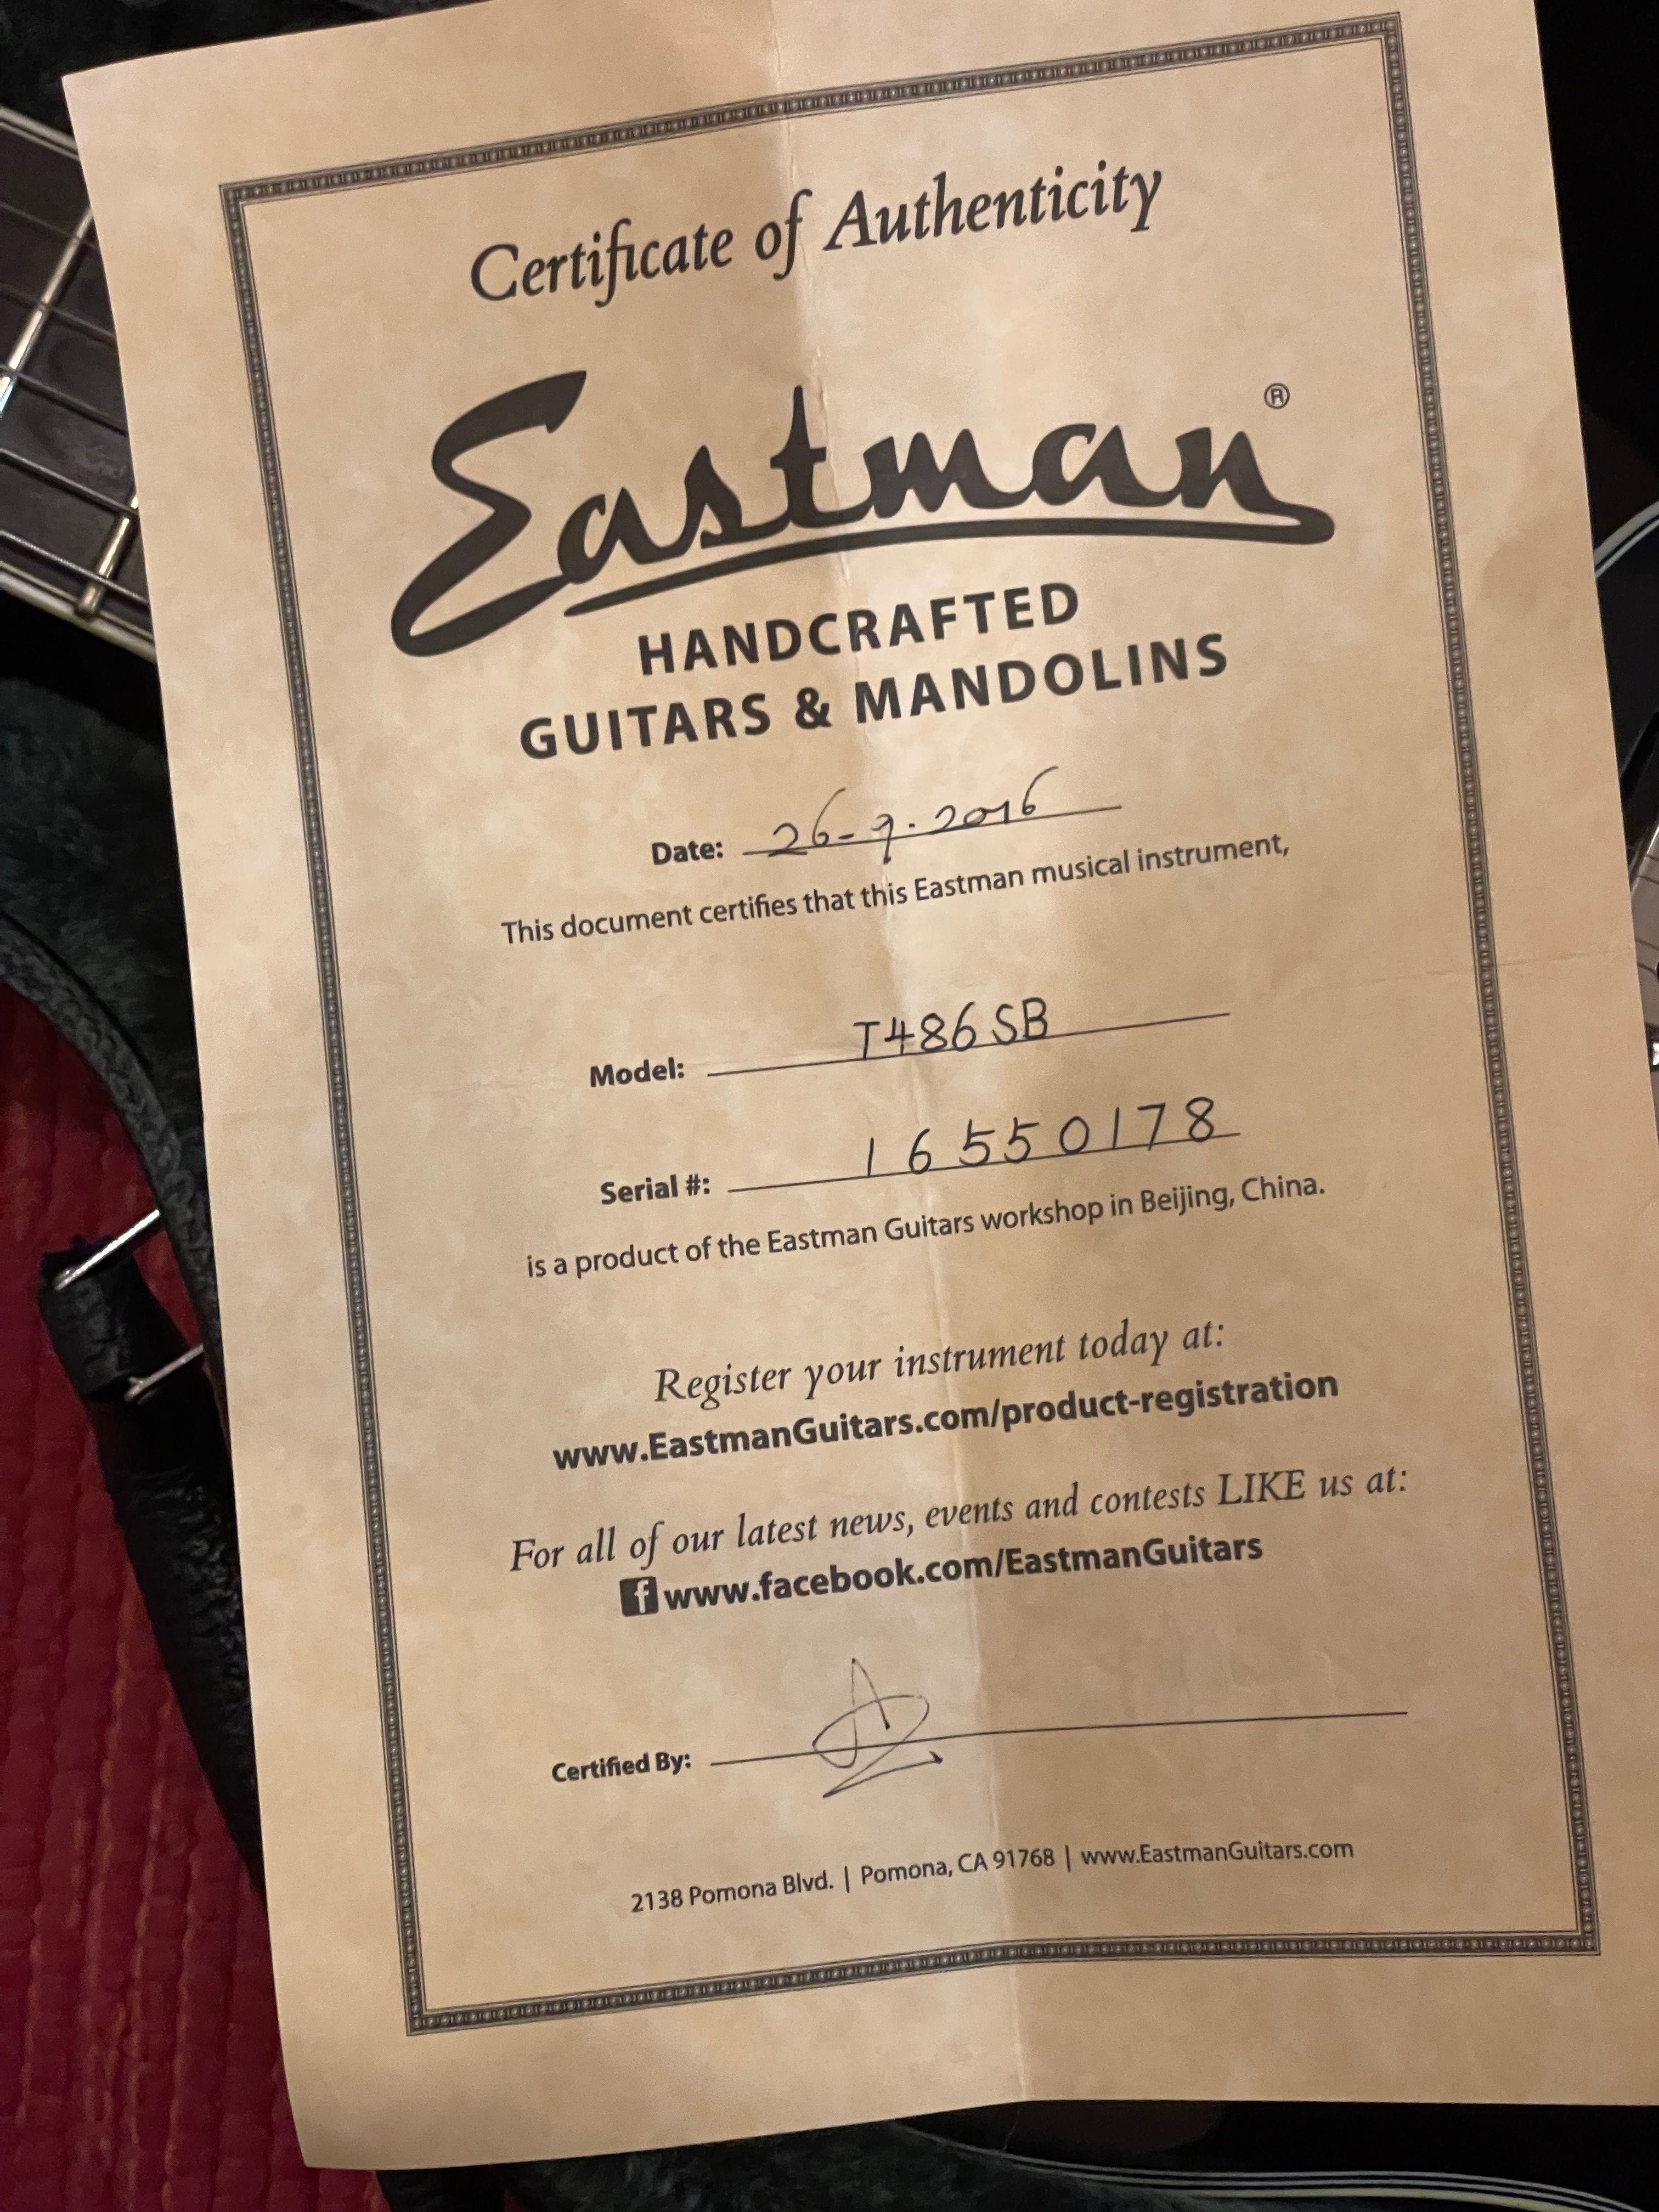 Certificate of Authenticity
Eastman®
HANDCRAFTED
GUITARS & MANDOLINS
Date: 26-9.2016
This document certifies that this Eastman musical instrument,
Model: T486SB
Serial #: 16550178
is a product of the Eastman Guitars workshop in Beijing, China.
Register your instrument today at:
www.EastmanGuitars.com/product-registration
For all of our latest news, events and contests LIKE us at:
f www.facebook.com/EastmanGuitars
Certified By:
2138 Pomona Blvd. | Pomona, CA 91768 | www.EastmanGuitars.com